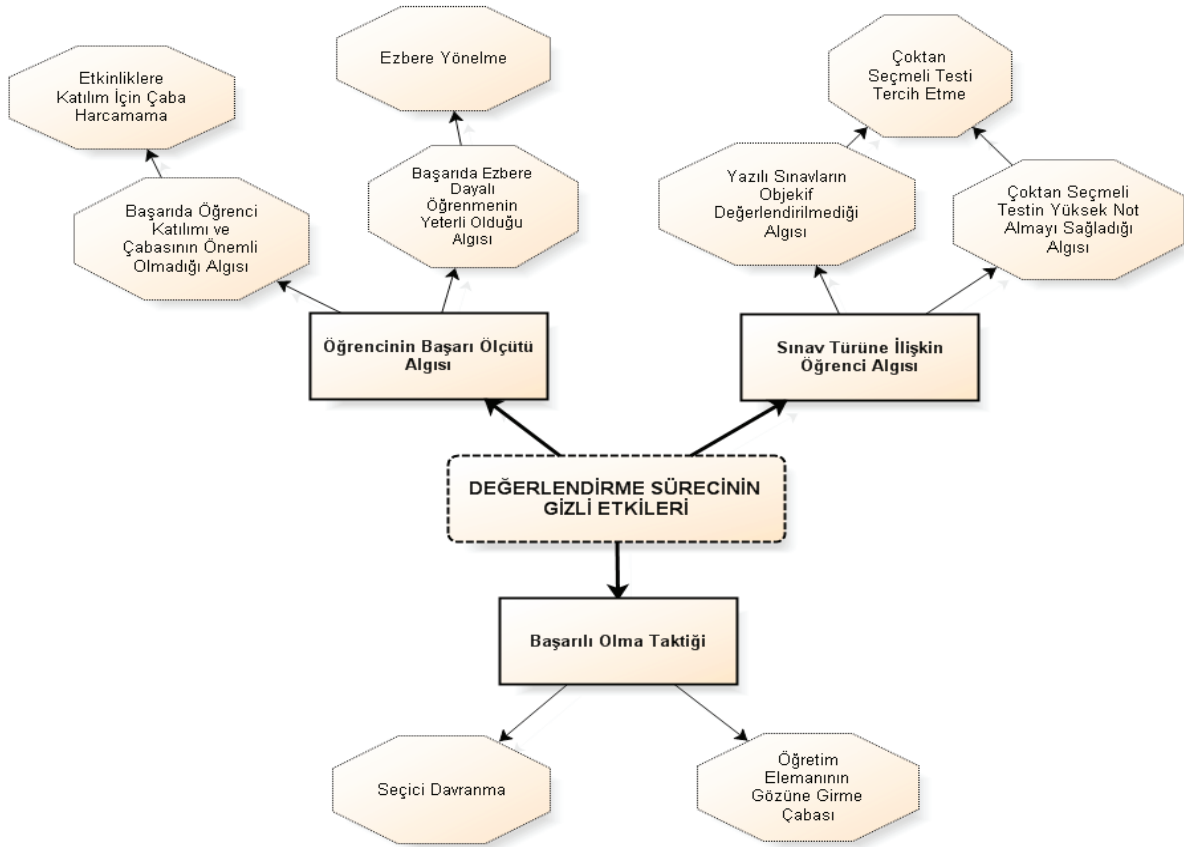 Etkinliklere
Katılım İçin Çaba
Harcamama
Ezbere Yönelme
Çoktan
Seçmeli Testi
Tercih Etme
Başarıda Öğrenci
Katılımı ve
Çabasının Önemli
Olmadığı Algısı
Başarıda Ezbere
Dayalı
Öğrenmenin
Yeterli Olduğu
Algısı
Yazılı Sınavların
Objekif
Değerlendirilmediği
Algısı
Çoktan Seçmeli
Testin Yüksek Not
Almayı Sağladığı
Algısı
Öğrencinin Başarı Ölçütü
Algısı
Sınav Türüne İlişkin
Öğrenci Algısı
DEĞERLENDİRME SÜRECİNİN
GİZLİ ETKİLERİ
Başarılı Olma Taktiği
Seçici Davranma
Öğretim
Elemanının
Gözüne Girme
Çabası